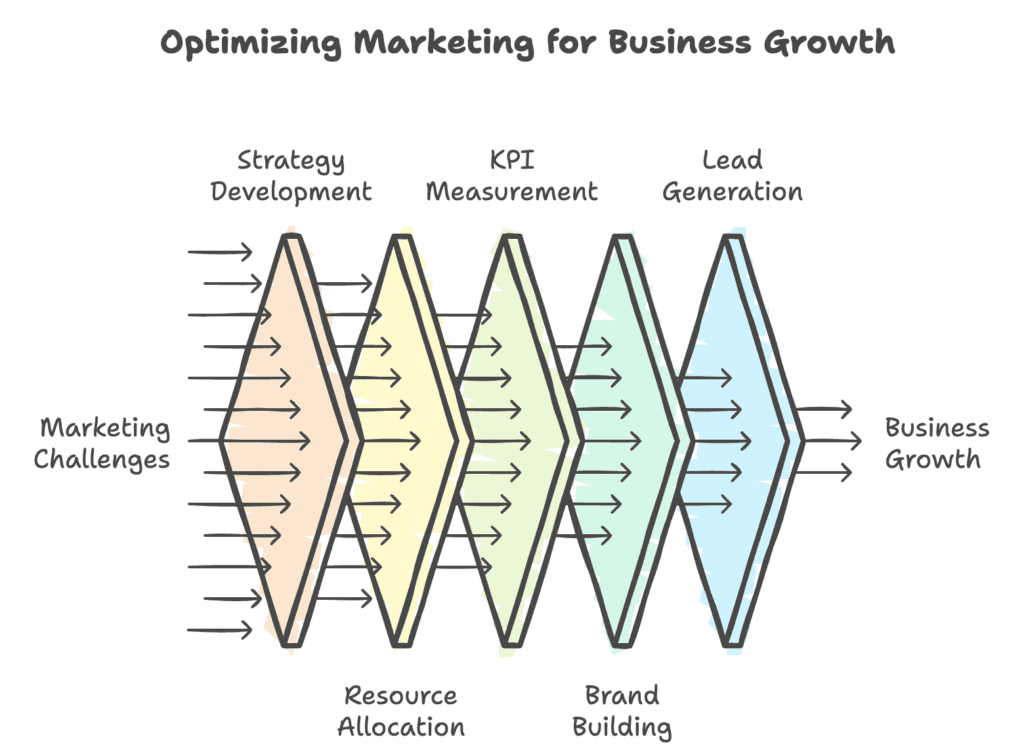 Optimizing Marketing for Business Growth
Strategy
Development
KPI
Measurement
Lead
Generation
Marketing
Challenges
Business
Growth
Resource
Allocation
Brand
Building